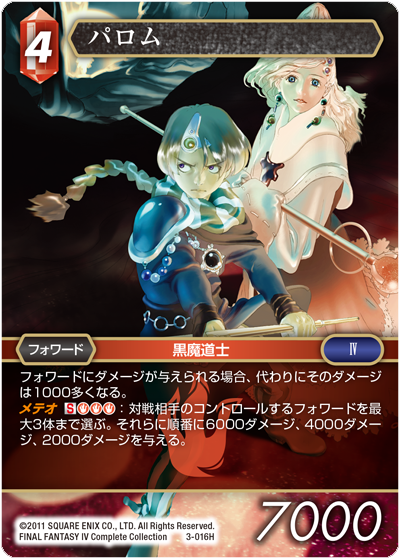 4
パロム
フォワード
黒魔道士
IV
フォワードにダメージが与えられる場合、代わりにそのダメージ
は1000多くなる。
メテオ S : 対戦相手のコントロールするフォワードを最
大3体まで選ぶ。それらに順番に6000ダメージ、4000ダメー
ジ、2000ダメージを与える。
©2011 SQUARE ENIX CO., LTD. All Rights Reserved.
FINAL FANTASY IV Complete Collection 3-016H
7000